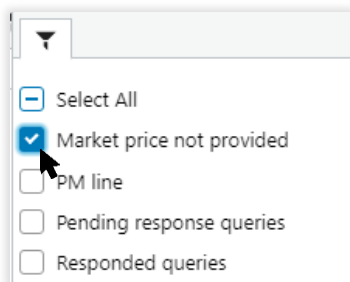 Select All
Market price not provided
PM line
Pending response queries
Responded queries